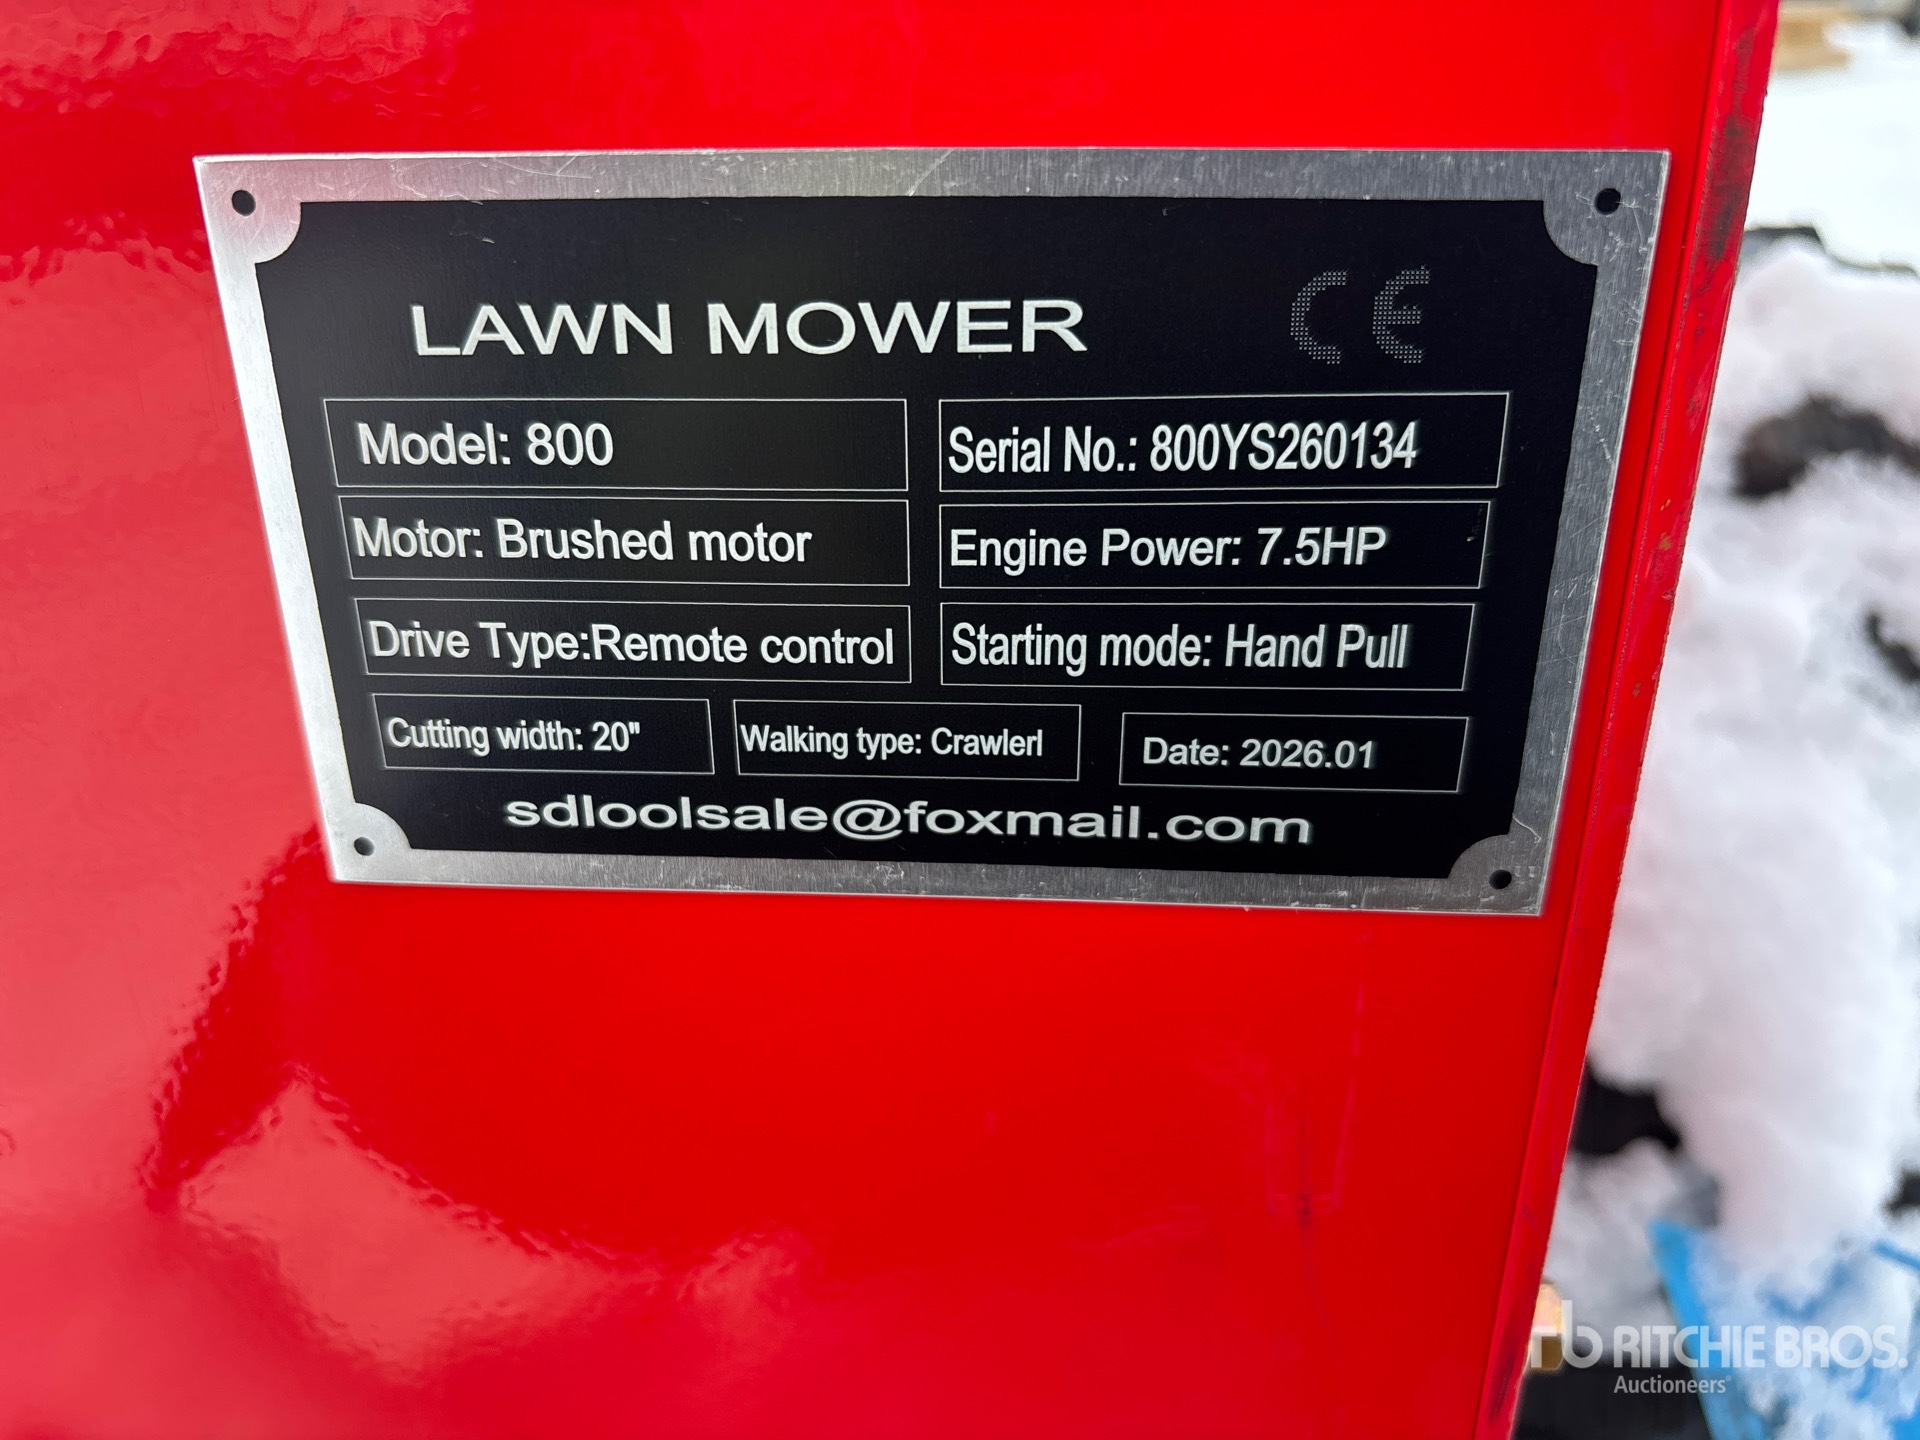 LAWN MOWER CE
Model: 800
Serial No.: 800YS260134
Motor: Brushed motor
Engine Power: 7.5HP
Drive Type:Remote control
Starting mode: Hand Pull
Cutting width: 20"
Walking type: Crawlerl
Date: 2026.01
sdloolsale@foxmail.com
rb RITCHIE BROS.
Auctioneers